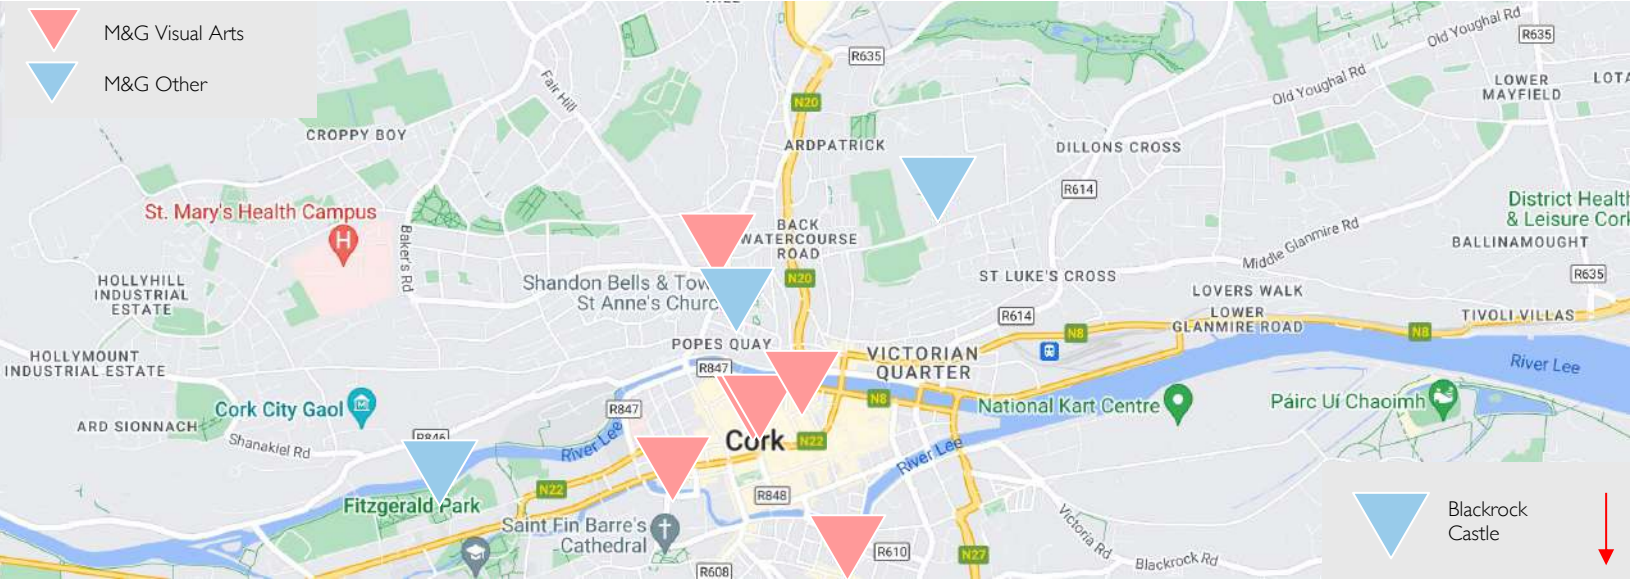 M&G Visual Arts
M&G Other
R635
Old Youghal Rd
R635
Fair Hill
LOWER
MAYFIELD
Old Youghal Rd
N20
CROPPY BOY
ARDPATRICK
DILLONS CROSS
R614
St. Mary's Health Campus
H
District Health
& Leisure Cork
BACK
WATERCOURSE
ROAD
Middle Glanmire Rd
BALLINAMOUGHT
Baker's Rd
HOLLYHILL
INDUSTRIAL
ESTATE
Shandon Bells & Tow
St Anne's Churc
N20
ST LUKE'S CROSS
R635
LOVERS WALK
R614
LOWER
GLANMIRE ROAD
TIVOLI VILLAS
N8
N8
POPES QUAY
VICTORIAN
QUARTER
HOLLYMOUNT
INDUSTRIAL ESTATE
R847
River Lee
N8
Cork City Gaol
R847
National Kart Centre
Páirc Uí Chaoimh
ARD SIONNACH
Shanakiel Rd
R846
River Lee
Cork
N22
River Lee
N22
R848
Fitzgerald Park
Saint Fin Barre's
Cathedral
Victoria Rd
Blackrock
Castle
R610
N27
Blackrock Rd
R608